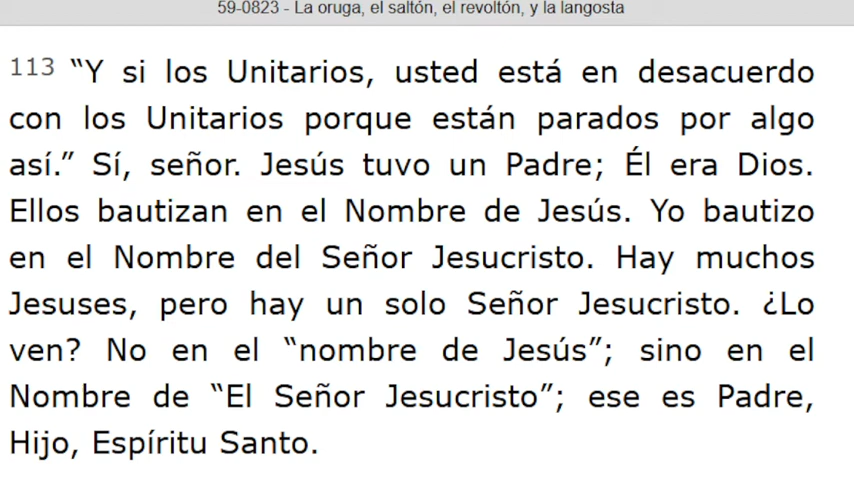 59-0823 - La oruga, el saltón, el revoltón, y la langosta
113 “Y si los Unitarios, usted está en desacuerdo
con los Unitarios porque están parados por algo
así.” Sí, señor. Jesús tuvo un Padre; Él era Dios.
Ellos bautizan en el Nombre de Jesús. Yo bautizo
en el Nombre del Señor Jesucristo. Hay muchos
Jesuses, pero hay un solo Señor Jesucristo. ¿Lo
ven? No en el “nombre de Jesús”; sino en el
Nombre de “El Señor Jesucristo”; ese es Padre,
Hijo, Espíritu Santo.